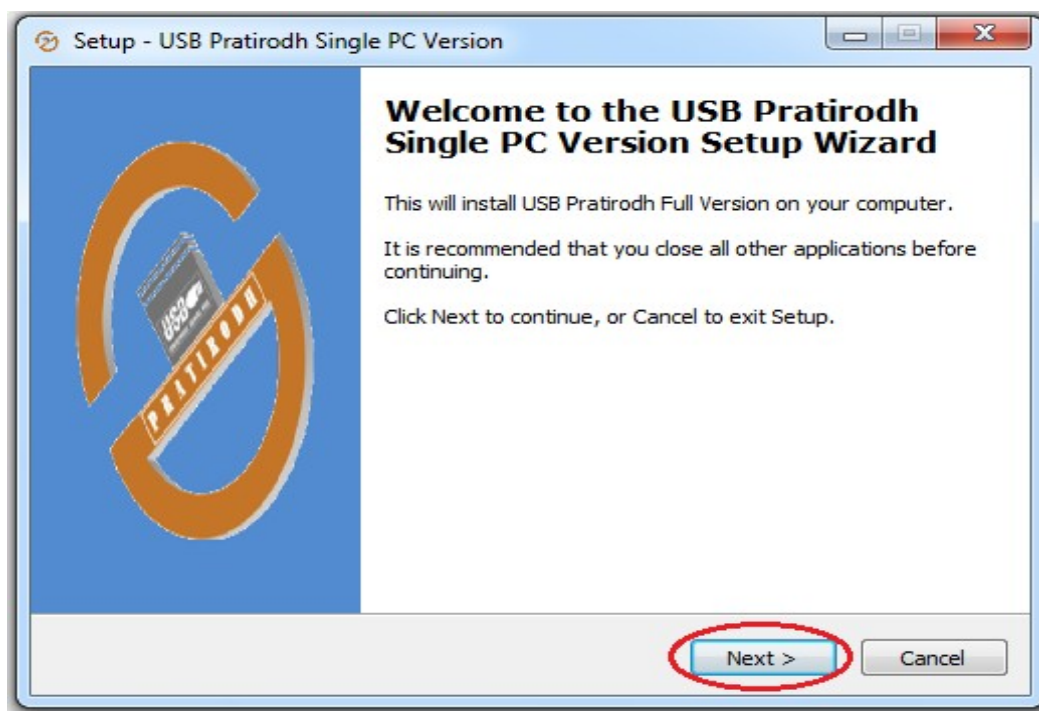 Setup - USB Pratirodh Single PC Version
Welcome to the USB Pratirodh
Single PC Version Setup Wizard
This will install USB Pratirodh Full Version on your computer.
It is recommended that you close all other applications before
continuing.
Click Next to continue, or Cancel to exit Setup.
USB
PRATIRODH
Next >
Cancel